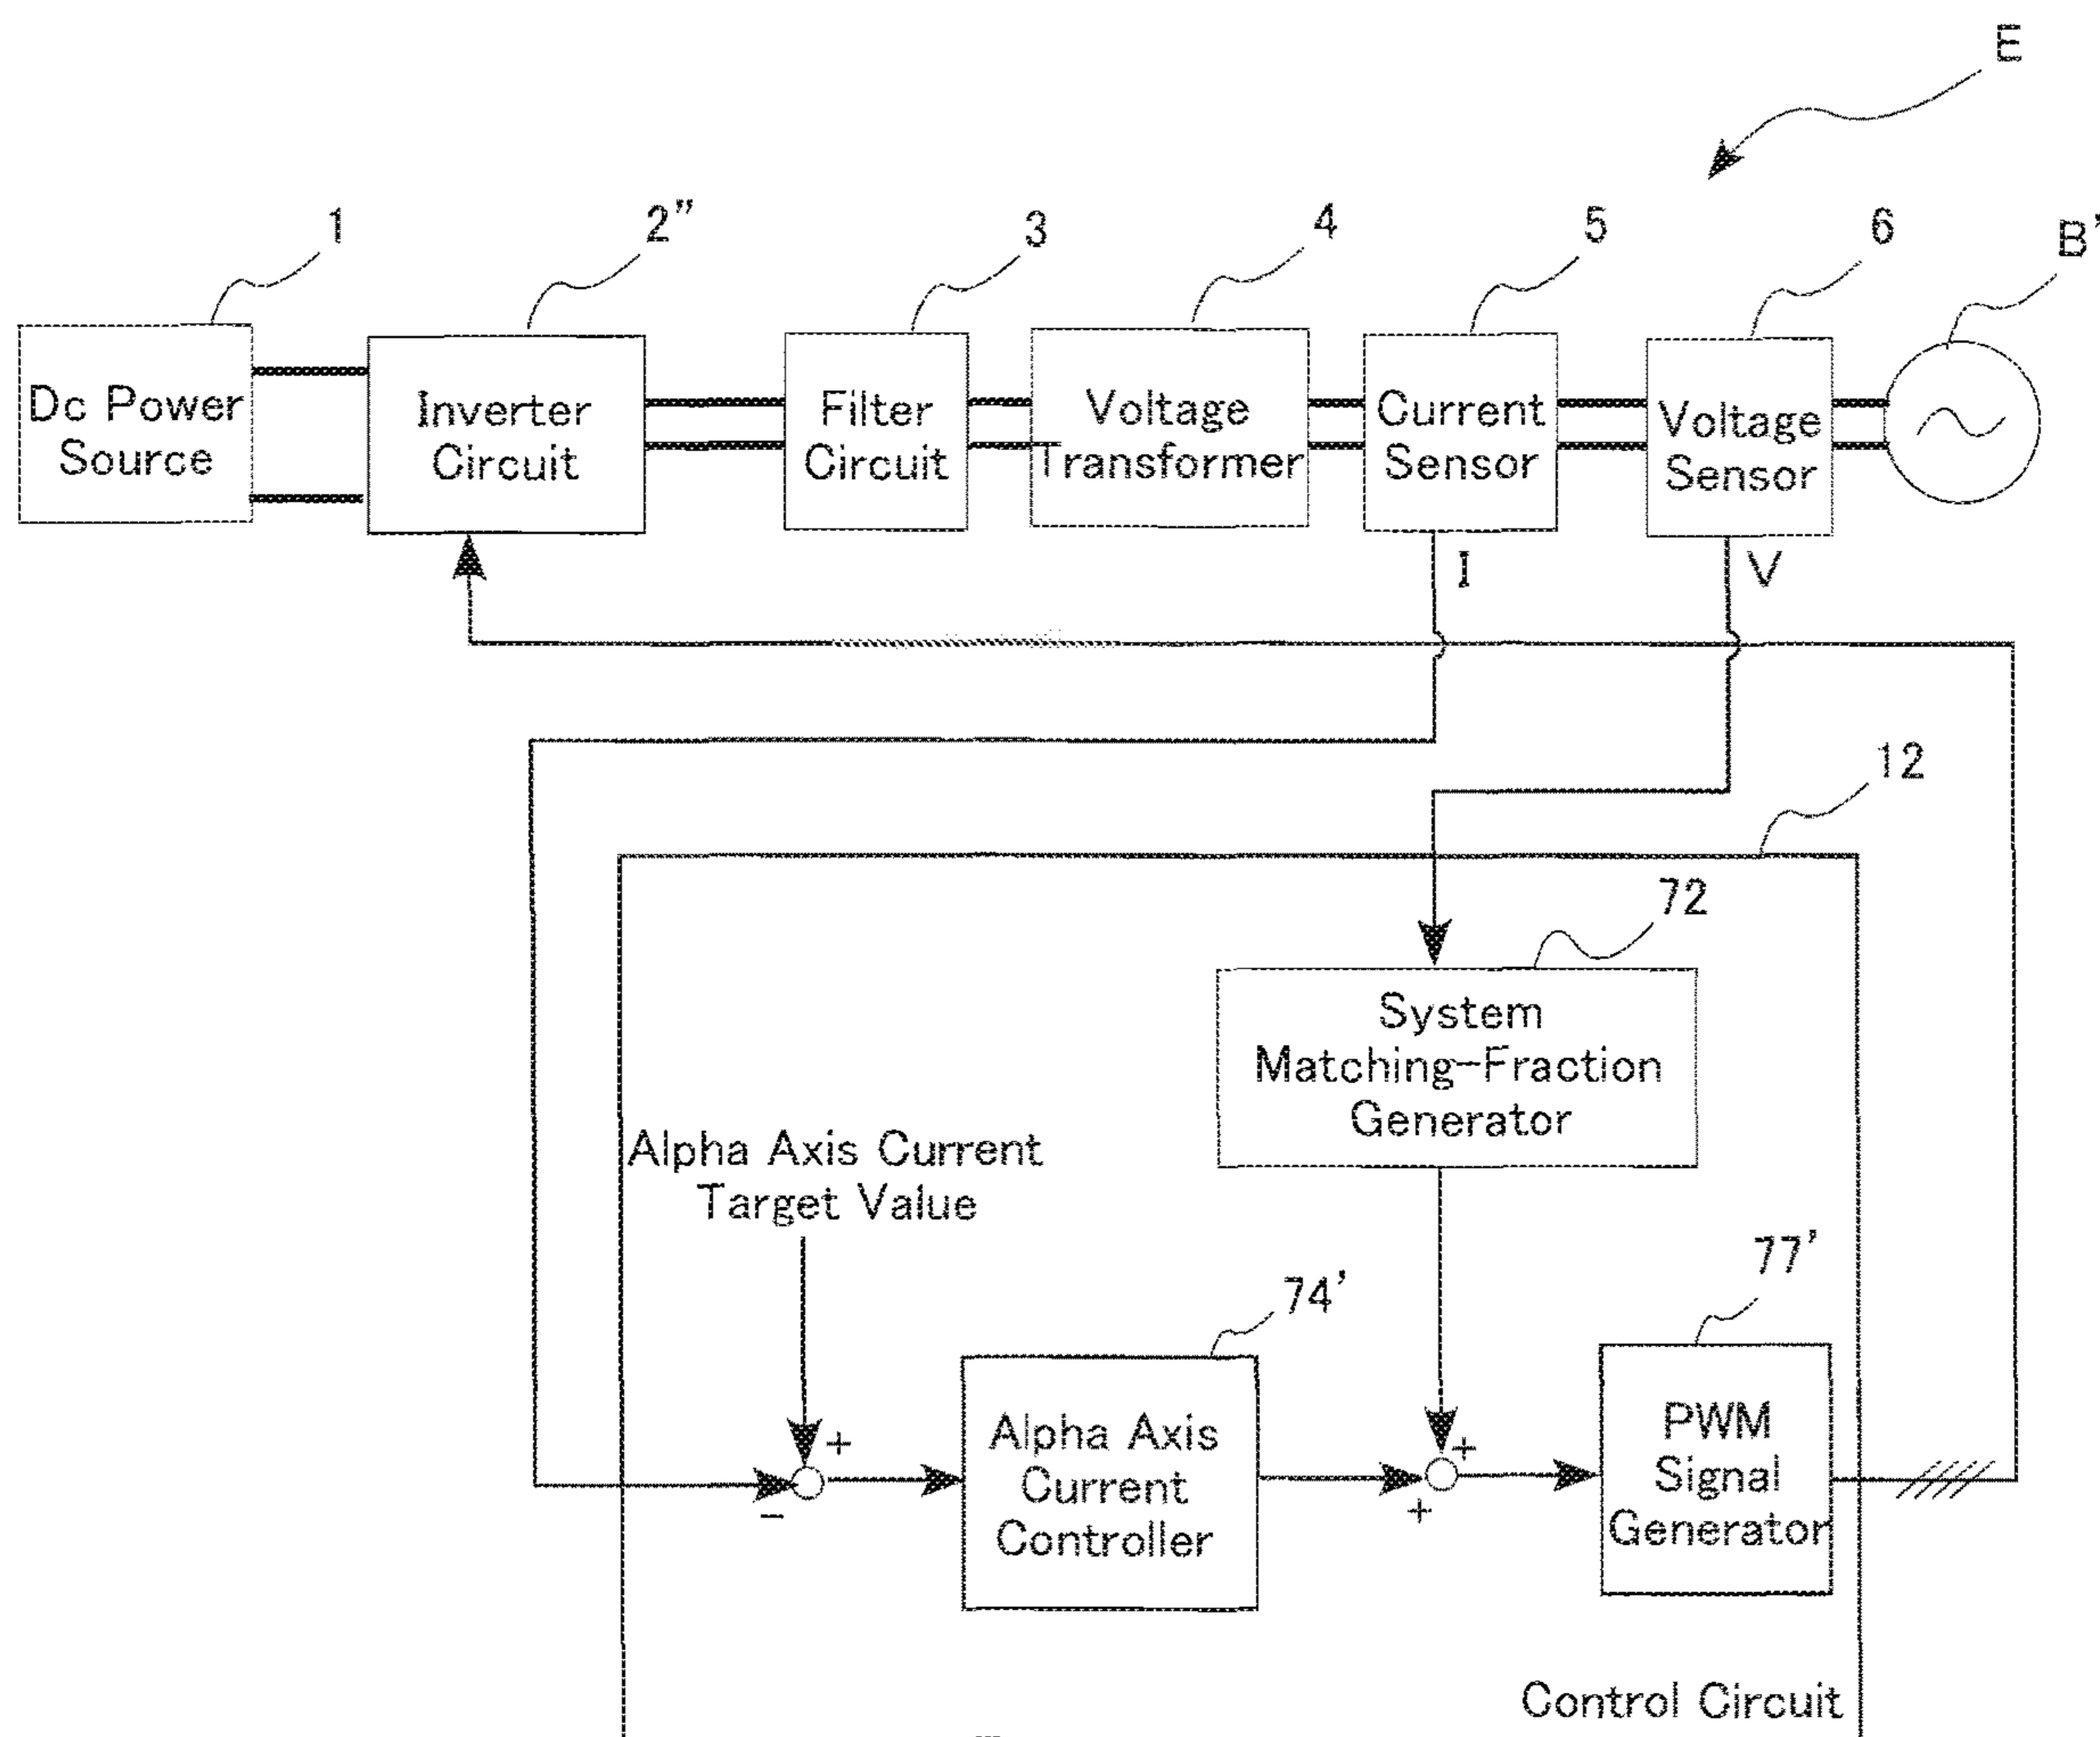 E
1
2”
3
4
5
6
B’
Dc Power
Source
Inverter
Circuit
Filter
Circuit
Voltage
Transformer
Current
Sensor
Voltage
Sensor
I
V
12
72
System
Matching-Fraction
Generator
Alpha Axis Current
Target Value
74’
77’
+
Alpha Axis
Current
Controller
+
PWM
Signal
Generator
-
+
Control Circuit